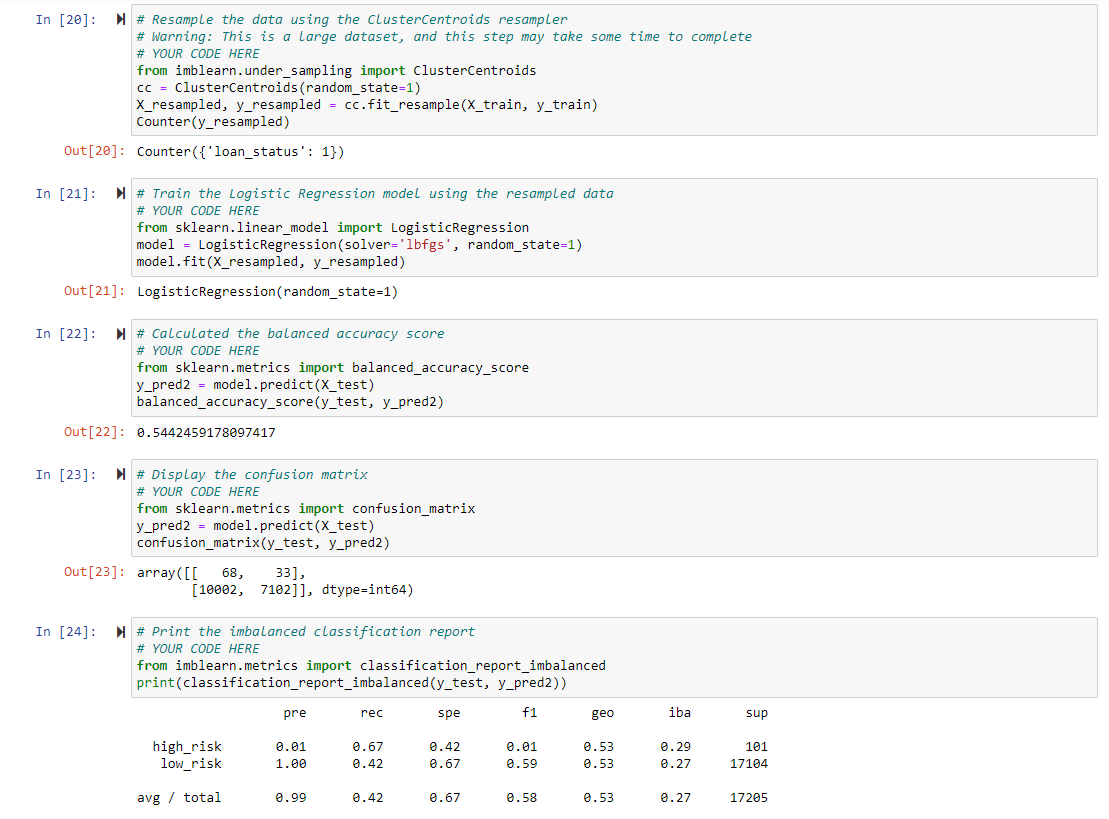 In [20]: # Resample the data using the ClusterCentroids resampler
# Warning: This is a large dataset, and this step may take some time to complete
# YOUR CODE HERE
from imblearn.under_sampling import ClusterCentroids
cc = ClusterCentroids(random_state=1)
X_resampled, y_resampled = cc.fit_resample(X_train, y_train)
Counter(y_resampled)
Out[20]: Counter({'loan_status': 1})
In [21]: # Train the Logistic Regression model using the resampled data
# YOUR CODE HERE
from sklearn.linear_model import LogisticRegression
model = LogisticRegression(solver='lbfgs', random_state=1)
model.fit(X_resampled, y_resampled)
Out[21]: LogisticRegression(random_state=1)
In [22]: # Calculated the balanced accuracy score
# YOUR CODE HERE
from sklearn.metrics import balanced_accuracy_score
y_pred2 = model.predict(X_test)
balanced_accuracy_score(y_test, y_pred2)
Out[22]: 0.5442459178097417
In [23]: # Display the confusion matrix
# YOUR CODE HERE
from sklearn.metrics import confusion_matrix
y_pred2 = model.predict(X_test)
confusion_matrix(y_test, y_pred2)
Out[23]: array([[   68,    33],
       [10002,  7102]], dtype=int64)
In [24]: # Print the imbalanced classification report
# YOUR CODE HERE
from imblearn.metrics import classification_report_imbalanced
print(classification_report_imbalanced(y_test, y_pred2))
pre rec spe f1 geo iba sup
high_risk 0.01 0.67 0.42 0.01 0.53 0.29 101
low_risk 1.00 0.42 0.67 0.59 0.53 0.27 17104
avg / total 0.99 0.42 0.67 0.58 0.53 0.27 17205